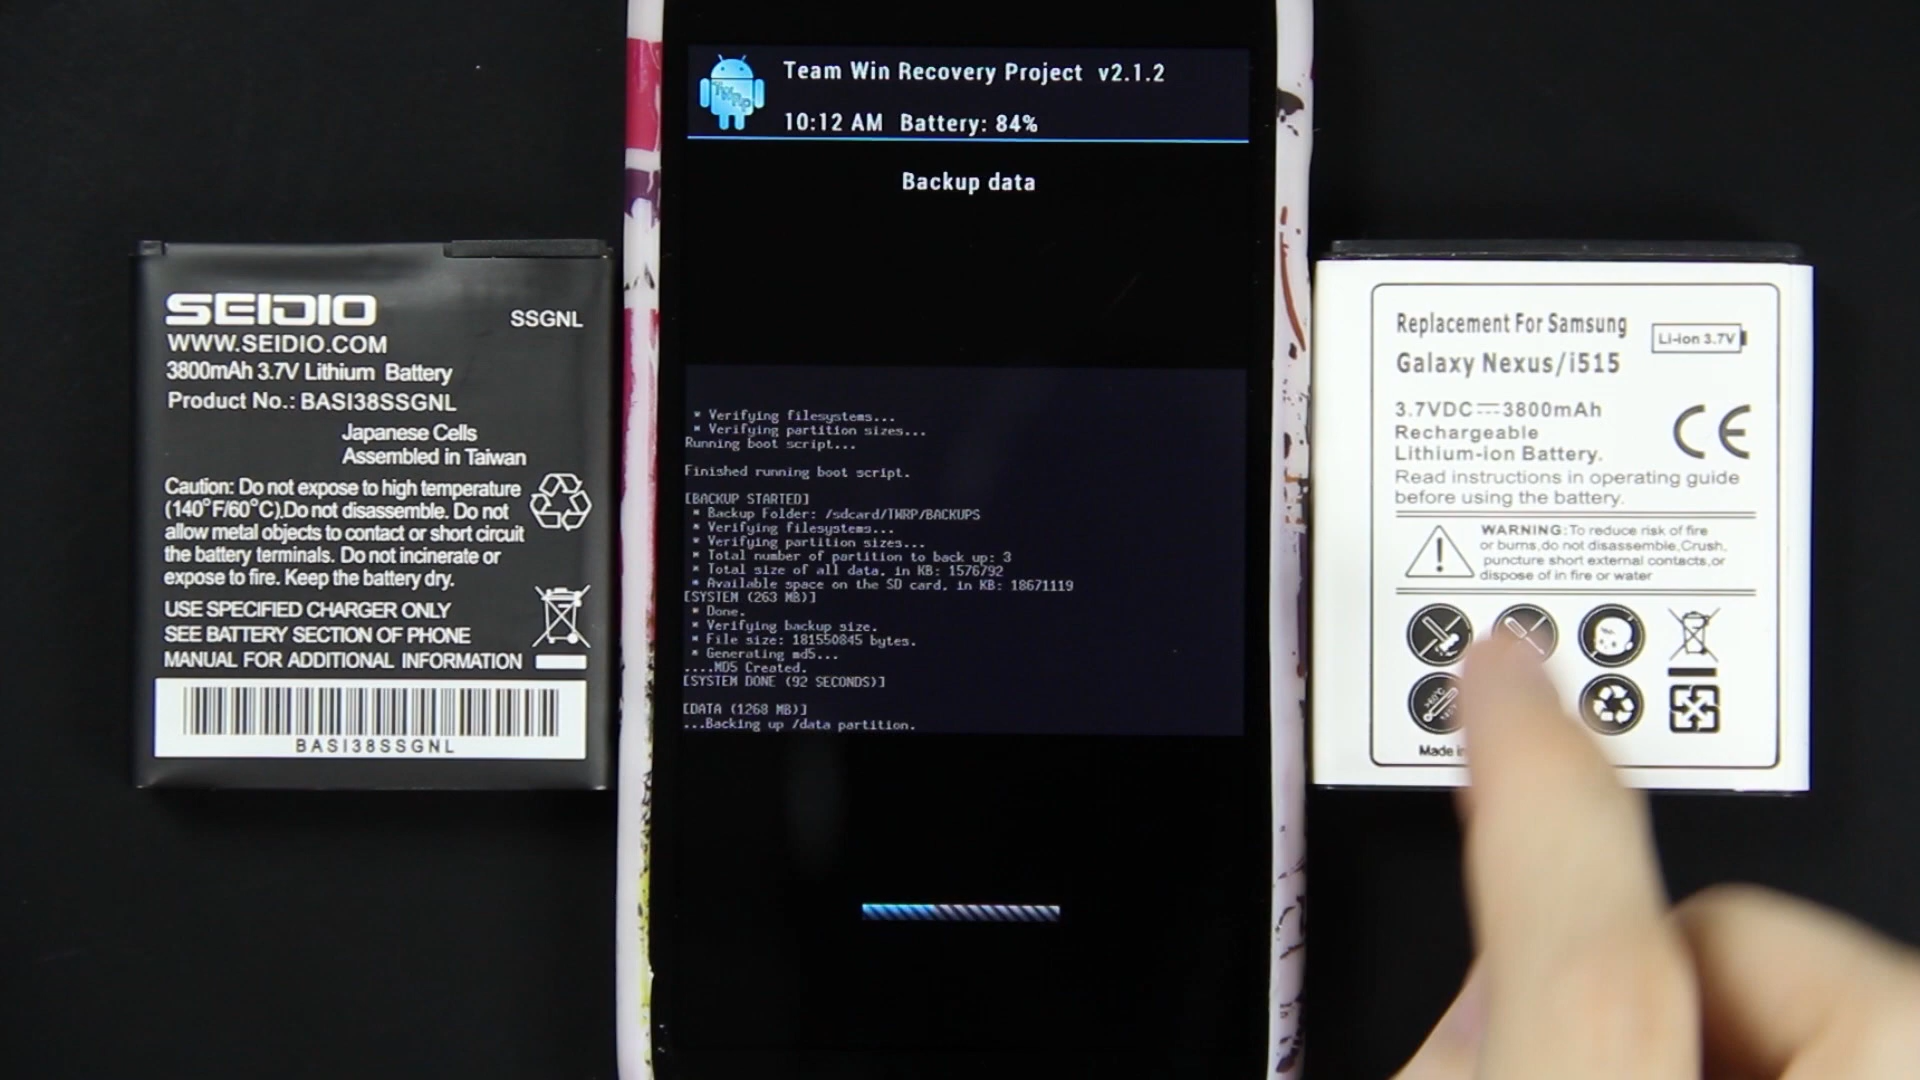 SEIDIO
SSGNL
WWW.SEIDIO.COM
3800mAh 3.7V Lithium Battery
Product No.: BASI38SSGNL
Japanese Cells
Assembled in Taiwan
Caution: Do not expose to high temperature
(140°F/60°C).Do not disassemble. Do not
allow metal objects to contact or short circuit
the battery terminals. Do not incinerate or
expose to fire. Keep the battery dry.
USE SPECIFIED CHARGER ONLY
SEE BATTERY SECTION OF PHONE
MANUAL FOR ADDITIONAL INFORMATION
BASI38SSGNL
Team Win Recovery Project v2.1.2
10:12 AM Battery: 84%
Backup data
* Verifying filesystems...
* Verifying partition sizes...
Running boot script...
Finished running boot script.
[BACKUP STARTED]
* Backup Folder: /sdcard/TWRP/BACKUPS
* Verifying filesystems...
* Verifying partition sizes...
* Total number of partition to back up: 3
* Total size of all data, in KB: 1576792
* Available space on the SD card, in KB: 18671119
[SYSTEM (263 MB)]
* Done.
* Verifying backup size.
* File size: 181550845 bytes.
* Generating md5...
....MD5 Created.
[SYSTEM DONE (92 SECONDS)]
[DATA (1268 MB)]
...Backing up /data partition.
Replacement For Samsung
Galaxy Nexus/i515
Li-ion 3.7V
3.7VDC 3800mAh
Rechargeable
Lithium-ion Battery.
Read instructions in operating guide
before using the battery.
CE
WARNING:To reduce risk of fire
or burns,do not disassemble,Crush,
puncture short external contacts,or
dispose of in fire or water
Made in